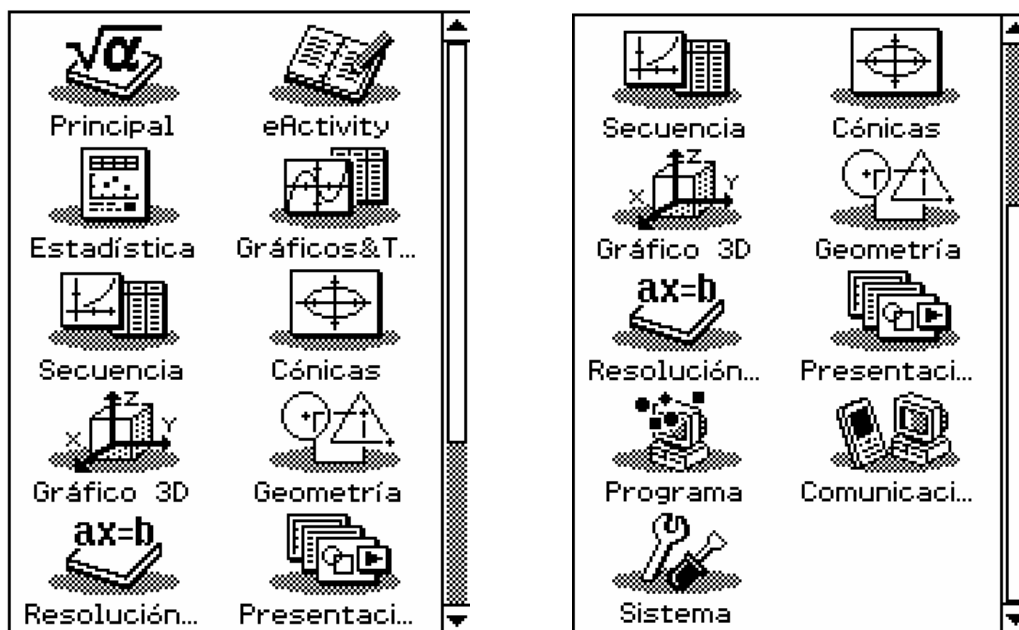 √α
Principal eActivity
Estadística Gráficos&T...
Secuencia Cónicas
Z
X Y
Gráfico 3D Geometría
ax=b
Resolución... Presentaci...
Secuencia Cónicas
Z
X Y
Gráfico 3D Geometría
ax=b
Resolución... Presentaci...
Programa Comunicaci...
Sistema